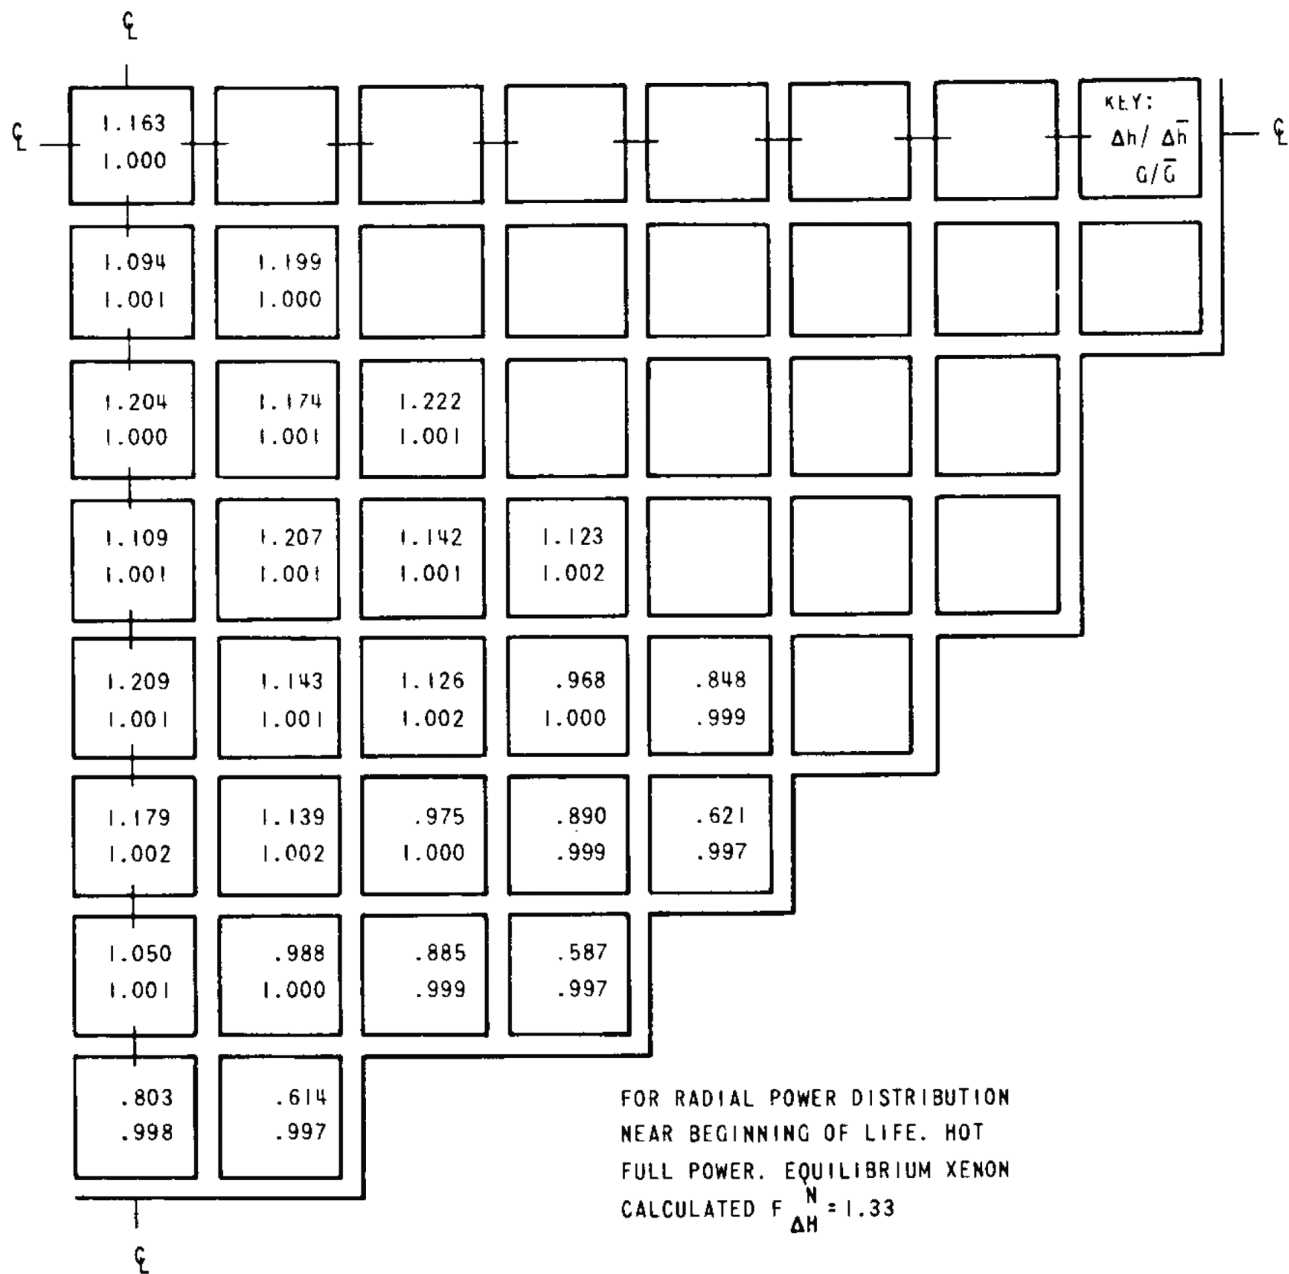 ℄
℄ ℄
1.163
1.000
KEY:
Δh/ Δh̅
G/G̅
1.094 1.199
1.001 1.000
1.204 1.174 1.222
1.000 1.001 1.001
1.109 1.207 1.142 1.123
1.001 1.001 1.001 1.002
1.209 1.143 1.126 .968 .848
1.001 1.001 1.002 1.000 .999
1.179 1.139 .975 .890 .621
1.002 1.002 1.000 .999 .997
1.050 .988 .885 .587
1.001 1.000 .999 .997
.803 .614
.998 .997
FOR RADIAL POWER DISTRIBUTION
NEAR BEGINNING OF LIFE. HOT
FULL POWER. EQUILIBRIUM XENON
CALCULATED F N ΔH = 1.33
℄